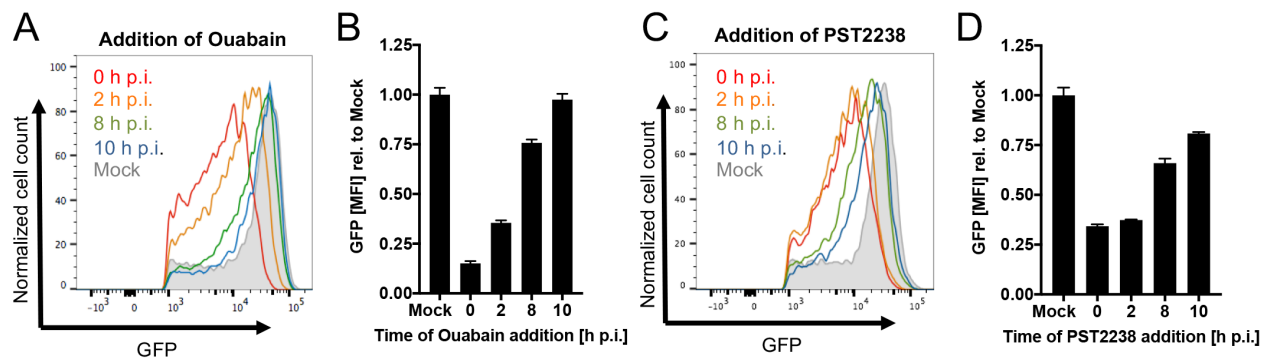 A
Addition of Ouabain
Normalized cell count
100
80
60
40
20
0
0 h p.i.
2 h p.i.
8 h p.i.
10 h p.i.
Mock
-10³ 0 10³ 10⁴ 10⁵
GFP
B
GFP [MFI] rel. to Mock
1.25
1.00
0.75
0.50
0.25
0.00
Mock 0 2 8 10
Time of Ouabain addition [h p.i.]
C
Addition of PST2238
Normalized cell count
100
80
60
40
20
0
0 h p.i.
2 h p.i.
8 h p.i.
10 h p.i.
Mock
-10³ 0 10³ 10⁴ 10⁵
GFP
D
GFP [MFI] rel. to Mock
1.25
1.00
0.75
0.50
0.25
0.00
Mock 0 2 8 10
Time of PST2238 addition [h p.i.]